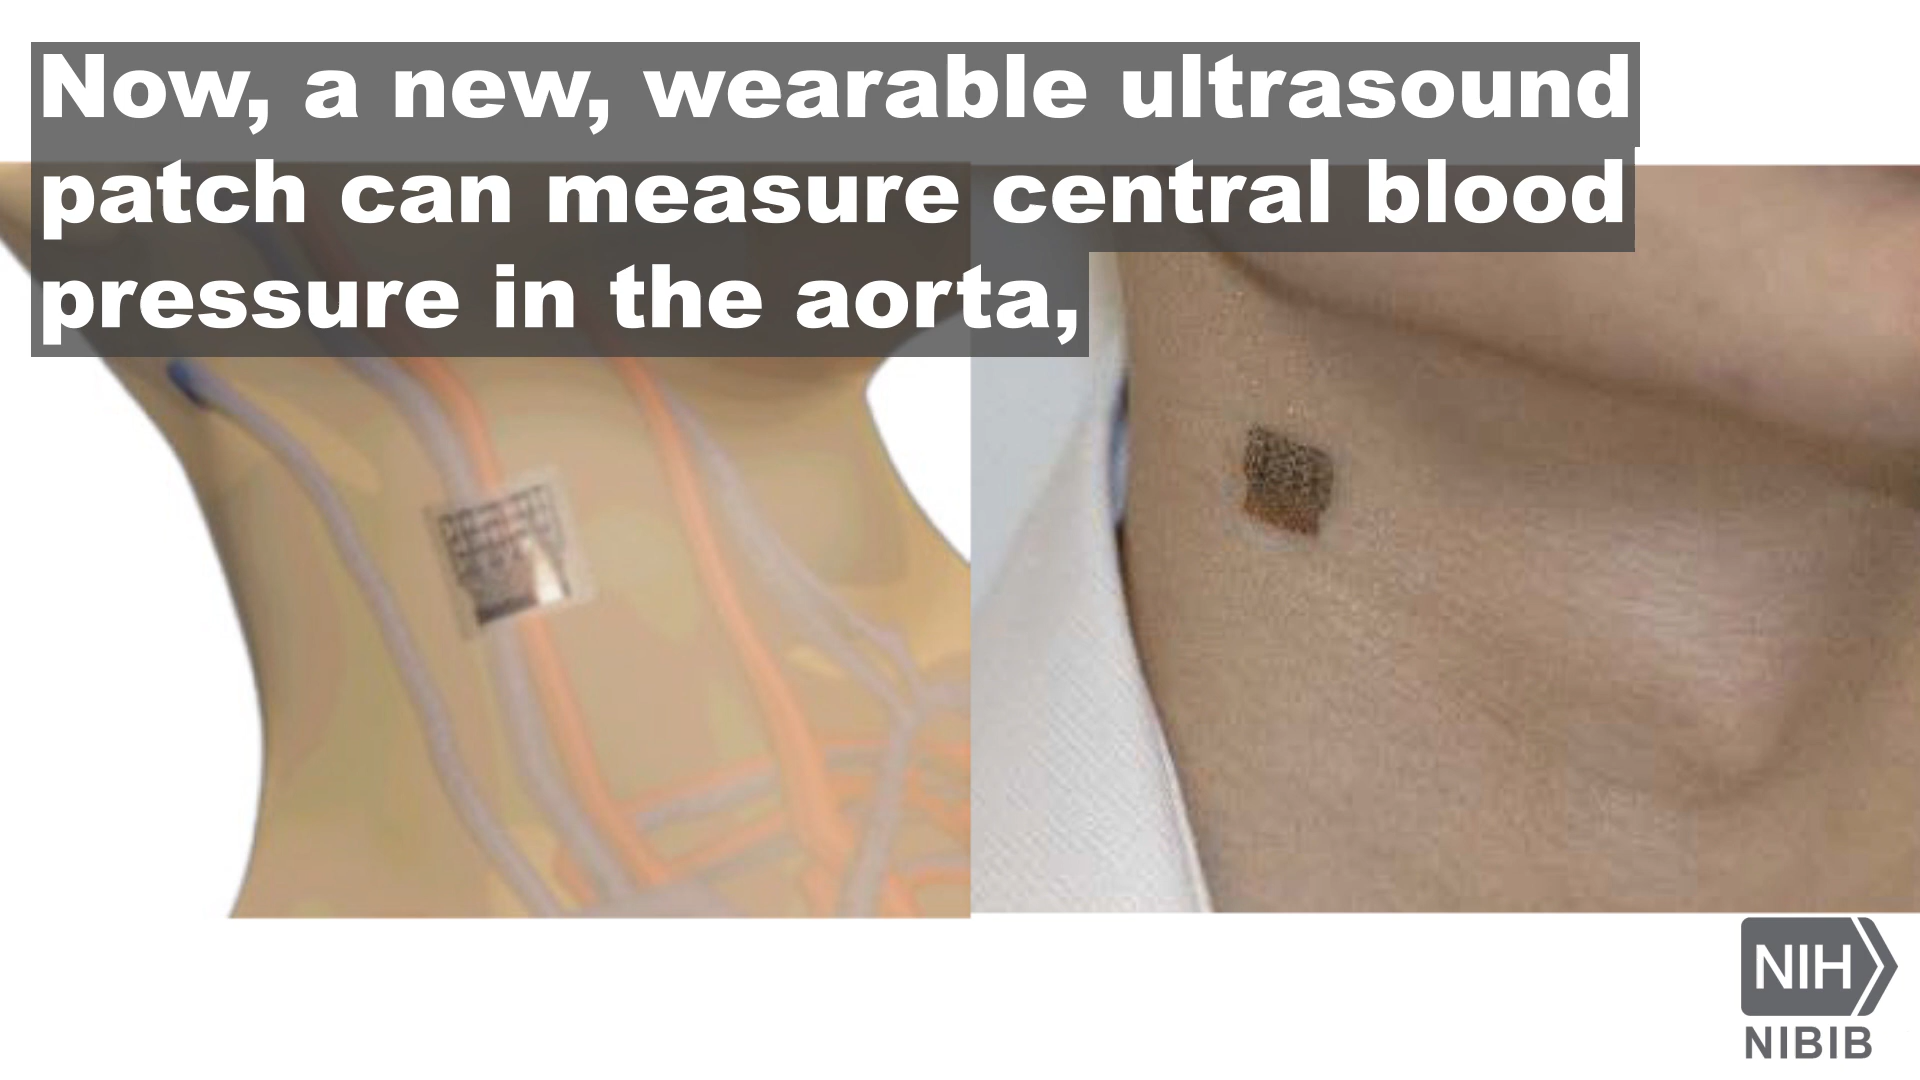 Now, a new, wearable ultrasound
patch can measure central blood
pressure in the aorta,
NIH
NIBIB